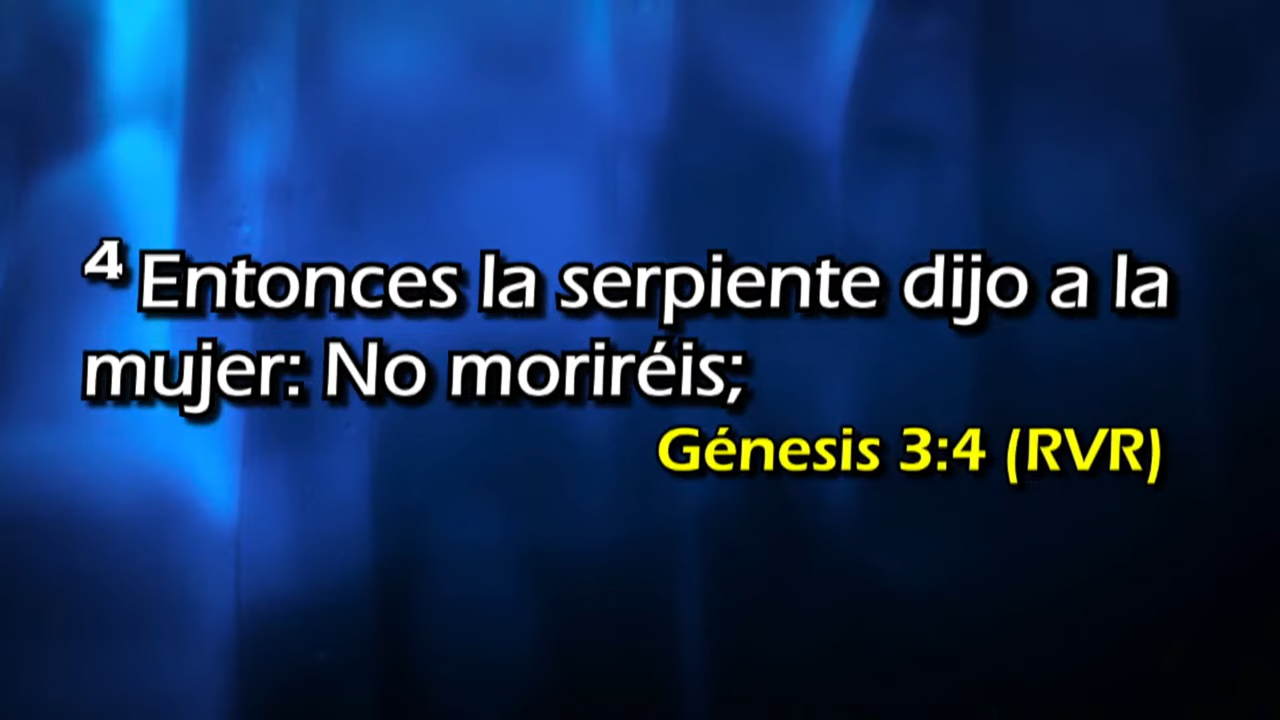 4 Entonces la serpiente dijo a la
mujer: No moriréis;
Génesis 3:4 (RVR)